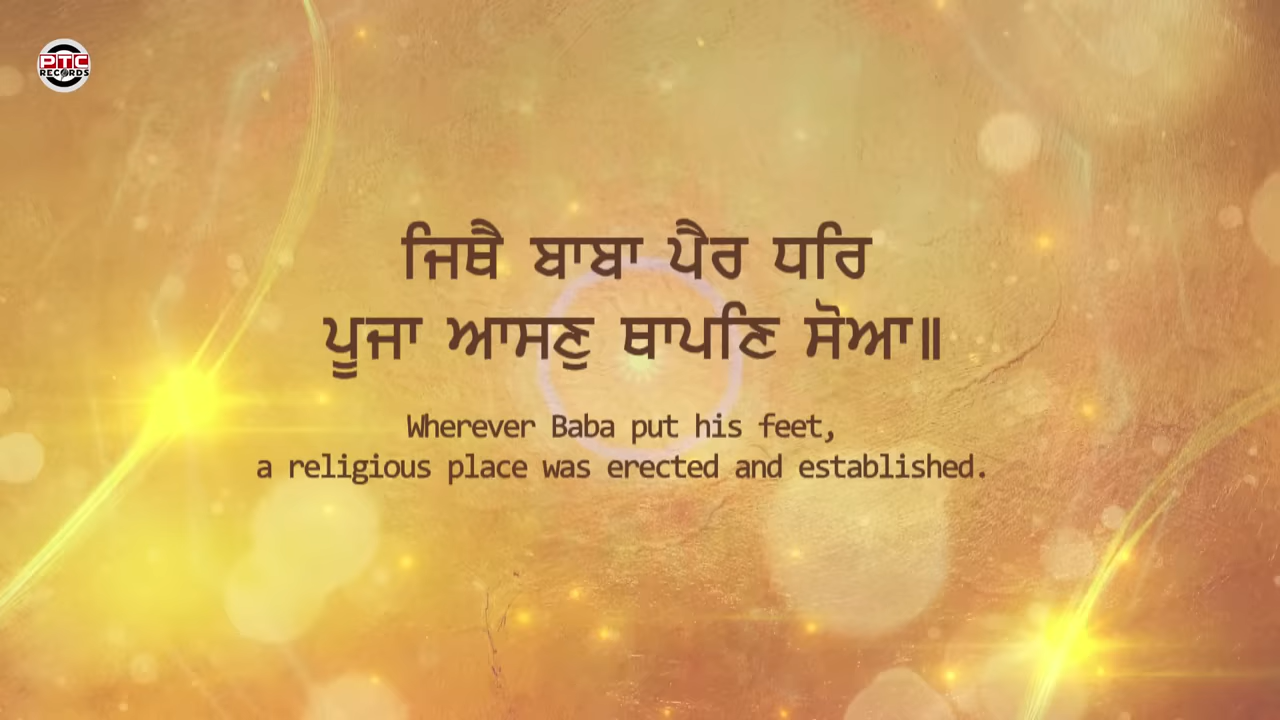 PTC
RECORDS
ਜਿਥੈ ਬਾਬਾ ਪੈਰ ਧਰਿ
ਪੂਜਾ ਆਸਣੁ ਥਾਪਣਿ ਸੋਆ॥
Wherever Baba put his feet,
a religious place was erected and established.